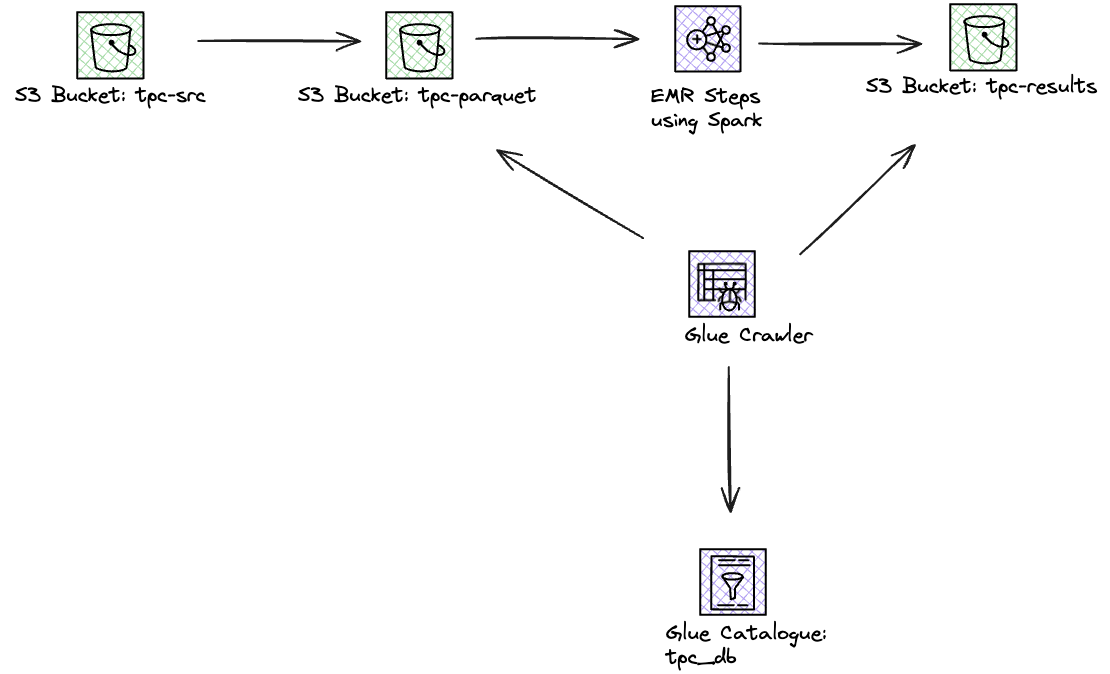 S3 Bucket: tpc-src
S3 Bucket: tpc-parquet
EMR Steps
using Spark
S3 Bucket: tpc-results
Glue Crawler
Glue Catalogue:
tpc_db